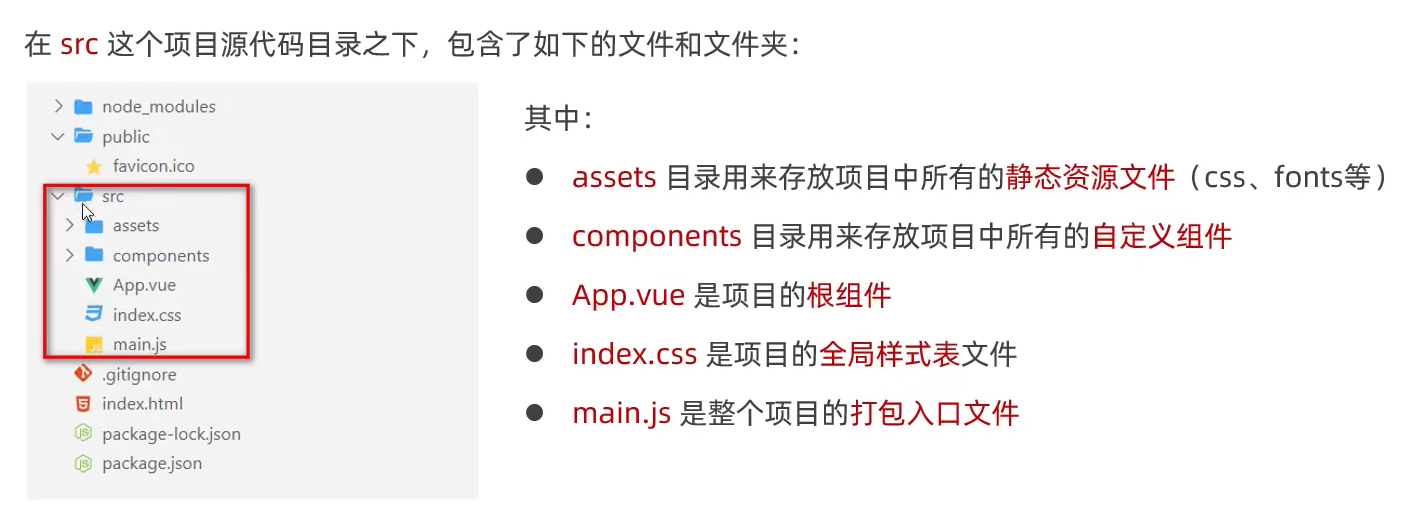 在 src 这个项目源代码目录之下，包含了如下的文件和文件夹：
node_modules
public
favicon.ico
src
assets
components
App.vue
index.css
main.js
.gitignore
index.html
package-lock.json
package.json
其中：
● assets 目录用来存放项目中所有的静态资源文件（css、fonts等）
● components 目录用来存放项目中所有的自定义组件
● App.vue 是项目的根组件
● index.css 是项目的全局样式表文件
● main.js 是整个项目的打包入口文件